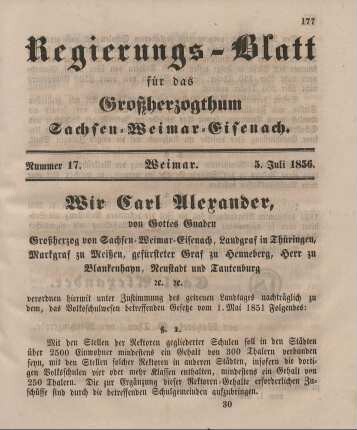 177
Regierungs-Blatt
für das
Großherzogthum
Sachsen-Weimar-Eisenach.
Nummer 17. Weimar. 5. Juli 1856.
Wir Carl Alexander,
von Gottes Gnaden
Großherzog von Sachsen-Weimar-Eisenach, Landgraf in Thüringen,
Markgraf zu Meißen, gefürsteter Graf zu Henneberg, Herr zu
Blankenhayn, Neustadt und Tautenburg
ꝛc. ꝛc.
verordnen hiermit unter Zustimmung des getreuen Landtages nachträglich zu
dem, das Volksschulwesen betreffenden Gesetze vom 1. Mai 1851 Folgendes:
§. 1.
Mit den Stellen der Rektoren gegliederter Schulen soll in den Städten
über 2500 Einwohner mindestens ein Gehalt von 300 Thalern verbunden
sein, mit den Stellen solcher Rektoren in anderen Städten, insofern die dorti-
gen Volksschulen vier oder mehr Klassen enthalten, mindestens ein Gehalt von
250 Thalern. Die zur Ergänzung dieser Rektoren-Gehalte erforderlichen Zu-
schüsse sind durch die betreffenden Schulgemeinden aufzubringen.
30